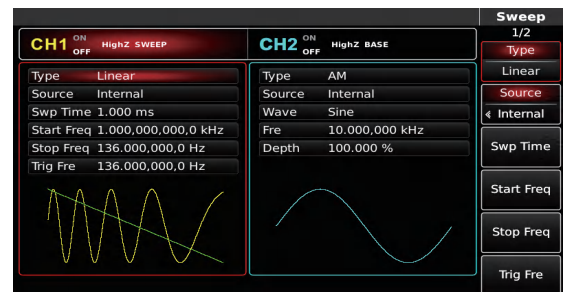 Sweep
1/2
CH1 ON OFF HighZ SWEEP
CH2 ON OFF HighZ BASE
Type Linear
Source Internal
Swp Time 1.000 ms
Start Freq 1.000,000,000,0 kHz
Stop Freq 136.000,000,0 Hz
Trig Fre 136.000,000,0 Hz
Type AM
Source Internal
Wave Sine
Fre 10.000,000 kHz
Depth 100.000 %
Type
Linear
Source
Internal
Swp Time
Start Freq
Stop Freq
Trig Fre